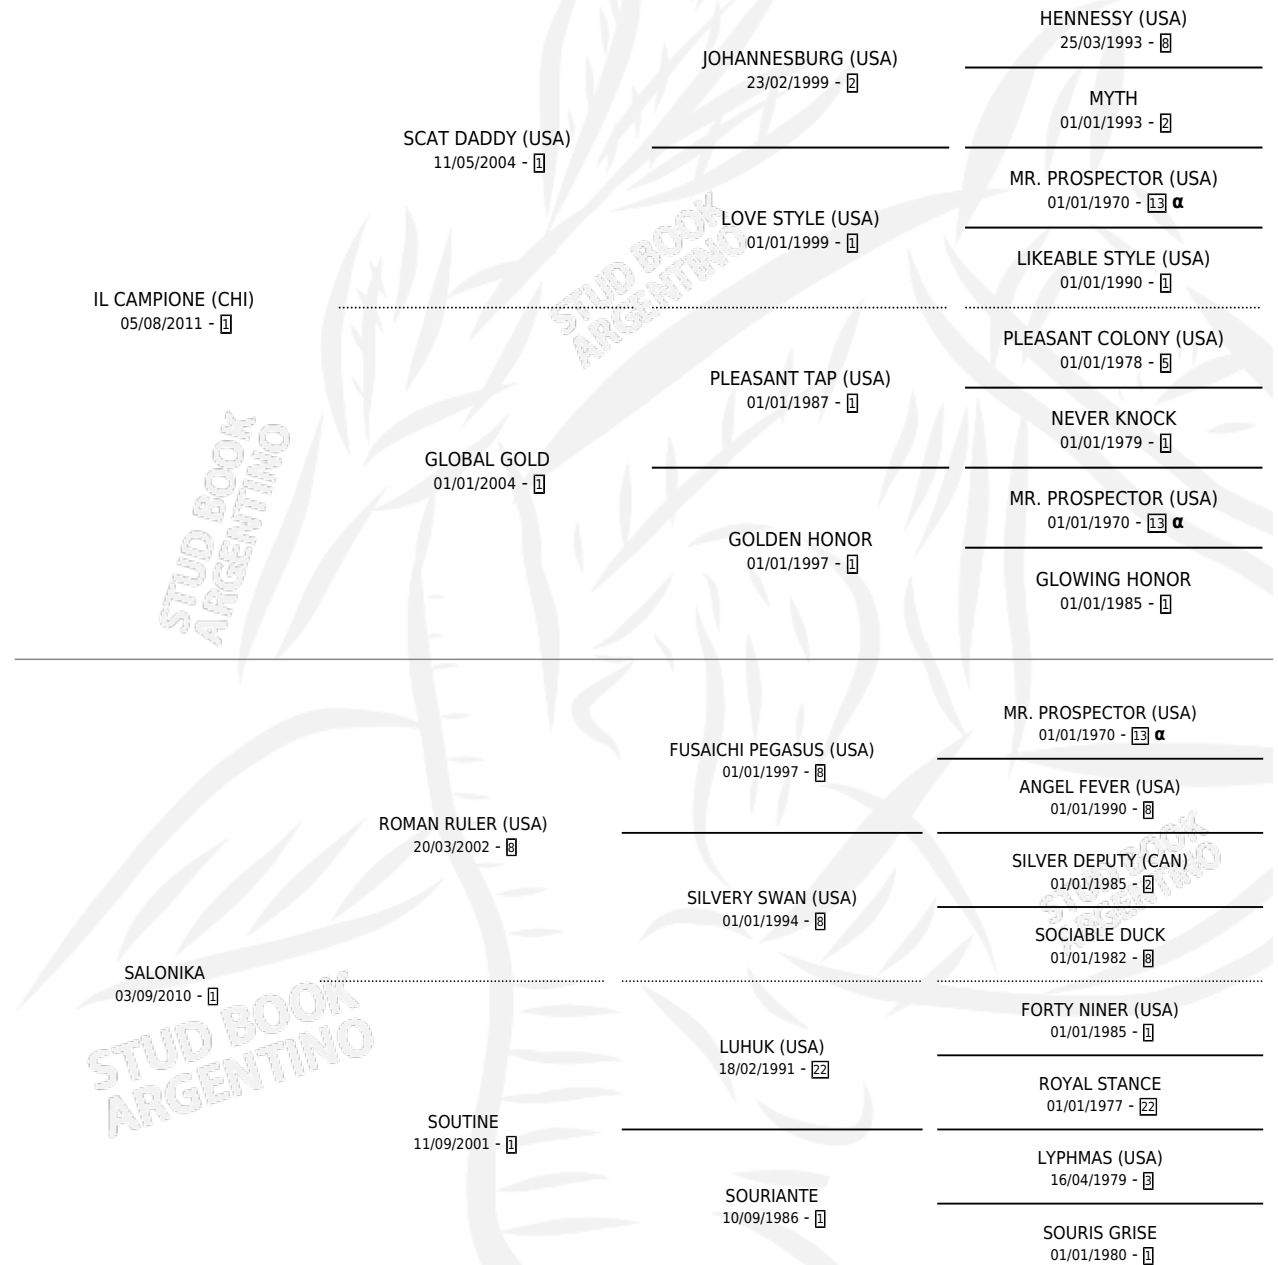 HENNESSY (USA)
25/03/1993 - 8
JOHANNESBURG (USA)
23/02/1999 - 2
MYTH
01/01/1993 - 2
SCAT DADDY (USA)
11/05/2004 - 1
MR. PROSPECTOR (USA)
01/01/1970 - 13 α
LOVE STYLE (USA)
01/01/1999 - 1
LIKEABLE STYLE (USA)
01/01/1990 - 1
IL CAMPIONE (CHI)
05/08/2011 - 1
PLEASANT COLONY (USA)
01/01/1978 - 5
PLEASANT TAP (USA)
01/01/1987 - 1
NEVER KNOCK
01/01/1979 - 1
GLOBAL GOLD
01/01/2004 - 1
MR. PROSPECTOR (USA)
01/01/1970 - 13 α
GOLDEN HONOR
01/01/1997 - 1
GLOWING HONOR
01/01/1985 - 1
MR. PROSPECTOR (USA)
01/01/1970 - 13 α
FUSAICHI PEGASUS (USA)
01/01/1997 - 8
ANGEL FEVER (USA)
01/01/1990 - 8
ROMAN RULER (USA)
20/03/2002 - 8
SILVER DEPUTY (CAN)
01/01/1985 - 2
SILVERY SWAN (USA)
01/01/1994 - 8
SOCIABLE DUCK
01/01/1982 - 8
SALONIKA
03/09/2010 - 1
FORTY NINER (USA)
01/01/1985 - 1
LUHUK (USA)
18/02/1991 - 22
ROYAL STANCE
01/01/1977 - 22
SOUTINE
11/09/2001 - 1
LYPHMAS (USA)
16/04/1979 - 3
SOURIANTE
10/09/1986 - 1
SOURIS GRISE
01/01/1980 - 1
STUD BOOK
ARGENTINO
STUD BOOK
ARGENTINO
STUD BOOK
ARGENTINO
STUD BOOK
ARGENTINO